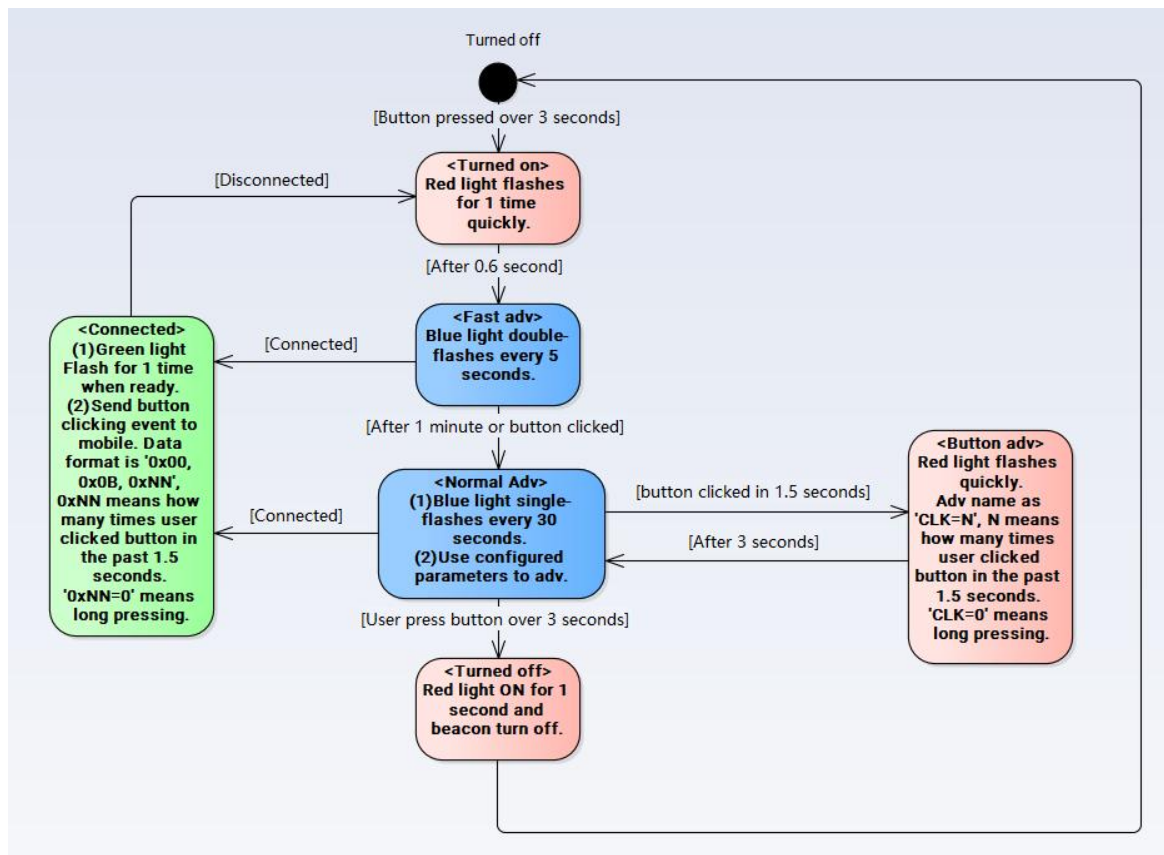 Turned off
[Button pressed over 3 seconds]
<Turned on>
Red light flashes
for 1 time
quickly.
[Disconnected]
[After 0.6 second]
<Fast adv>
Blue light double-
flashes every 5
seconds.
[Connected]
<Connected>
(1)Green light
Flash for 1 time
when ready.
(2)Send button
clicking event to
mobile. Data
format is '0x00,
0x0B, 0xNN',
0xNN means how
many times user
clicked button in
the past 1.5
seconds.
'0xNN=0' means
long pressing.
[After 1 minute or button clicked]
<Normal Adv>
(1)Blue light single-
flashes every 30
seconds.
(2)Use configured
parameters to adv.
[Connected]
[button clicked in 1.5 seconds]
[After 3 seconds]
<Button adv>
Red light flashes
quickly.
Adv name as
'CLK=N', N means
how many times
user clicked
button in the past
1.5 seconds.
'CLK=0' means
long pressing.
[User press button over 3 seconds]
<Turned off>
Red light ON for 1
second and
beacon turn off.